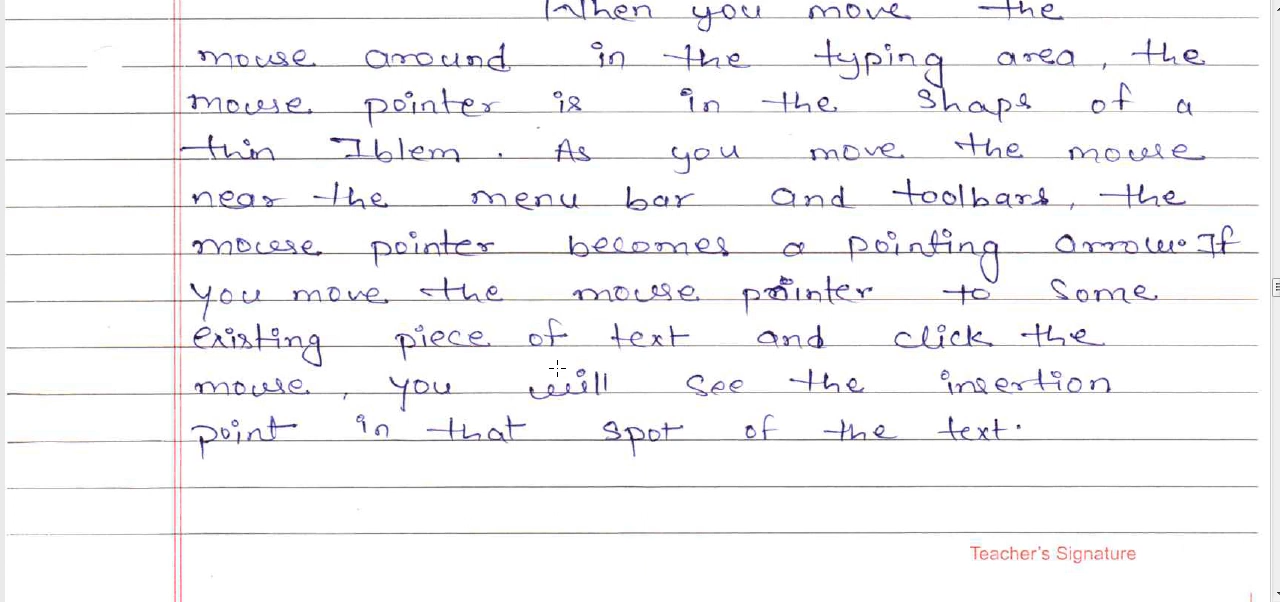 When you move the
mouse around in the typing area, the
mouse pointer is in the shape of a
thin Iblem. As you move the mouse
near the menu bar and toolbars, the
mouse pointer becomes a pointing arrow. If
you move the mouse pointer to some
existing piece of text and click the
mouse, you will see the insertion
point in that spot of the text.
Teacher's Signature